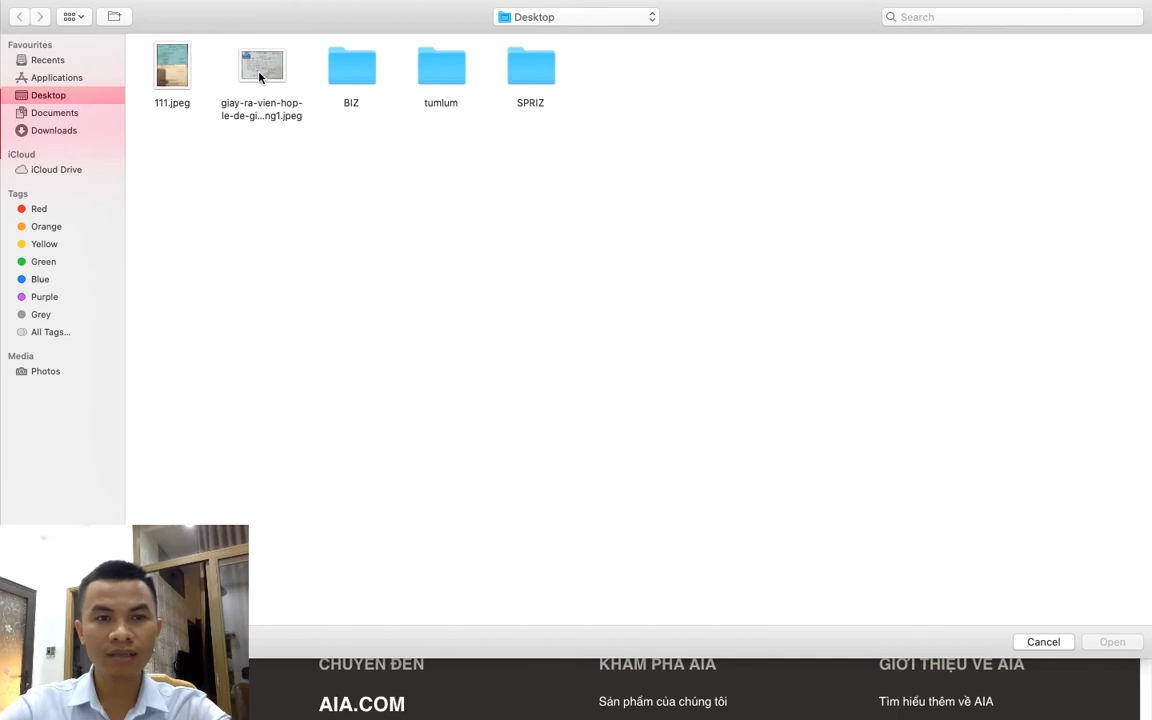 Desktop
Search
Favourites
Recents
Applications
Desktop
Documents
Downloads
iCloud
iCloud Drive
Tags
Red
Orange
Yellow
Green
Blue
Purple
Grey
All Tags...
Media
Photos
111.jpeg
giay-ra-vien-hop-
le-de-gi...ng1.jpeg
BIZ
tumlum
SPRIZ
Cancel
Open
CHUYỂN ĐẾN
KHÁM PHÁ AIA
GIỚI THIỆU VỀ AIA
AIA.COM
Sản phẩm của chúng tôi
Tìm hiểu thêm về AIA